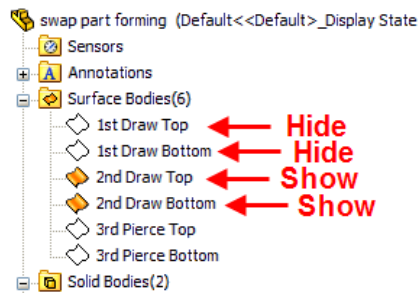 swap part forming (Default<<Default>_Display State
Sensors
Annotations
Surface Bodies(6)
1st Draw Top Hide
1st Draw Bottom Hide
2nd Draw Top Show
2nd Draw Bottom Show
3rd Pierce Top
3rd Pierce Bottom
Solid Bodies(2)